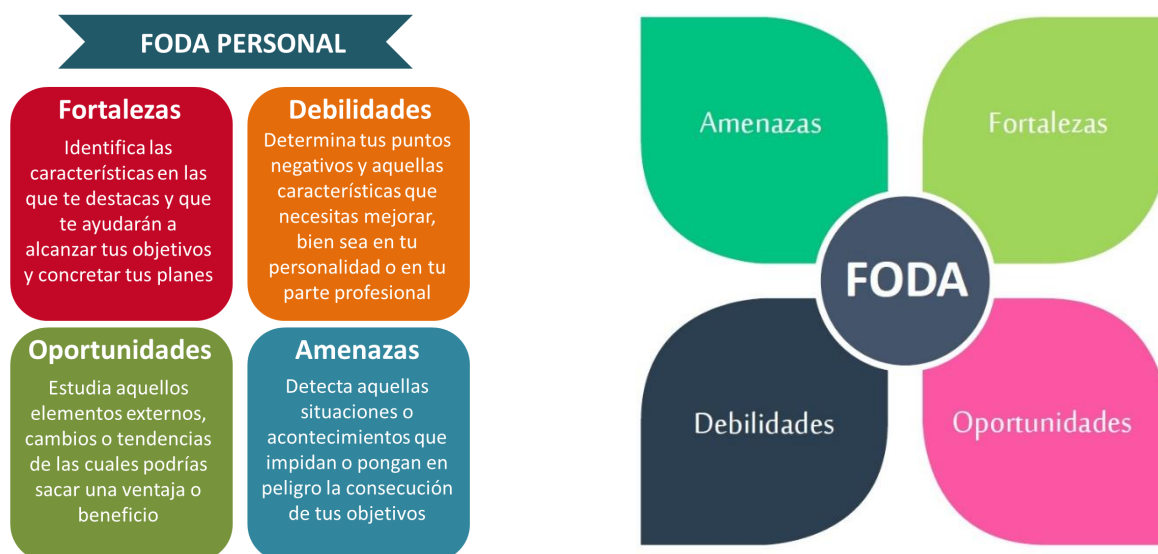 FODA PERSONAL
Fortalezas
Identifica las
características en las
que te destacas y que
te ayudarán a
alcanzar tus objetivos
y concretar tus planes
Debilidades
Determina tus puntos
negativos y aquellas
características que
necesitas mejorar,
bien sea en tu
personalidad o en tu
parte profesional
Oportunidades
Estudia aquellos
elementos externos,
cambios o tendencias
de las cuales podrías
sacar una ventaja o
beneficio
Amenazas
Detecta aquellas
situaciones o
acontecimientos que
impidan o pongan en
peligro la consecución
de tus objetivos
Amenazas
Fortalezas
FODA
Debilidades
Oportunidades